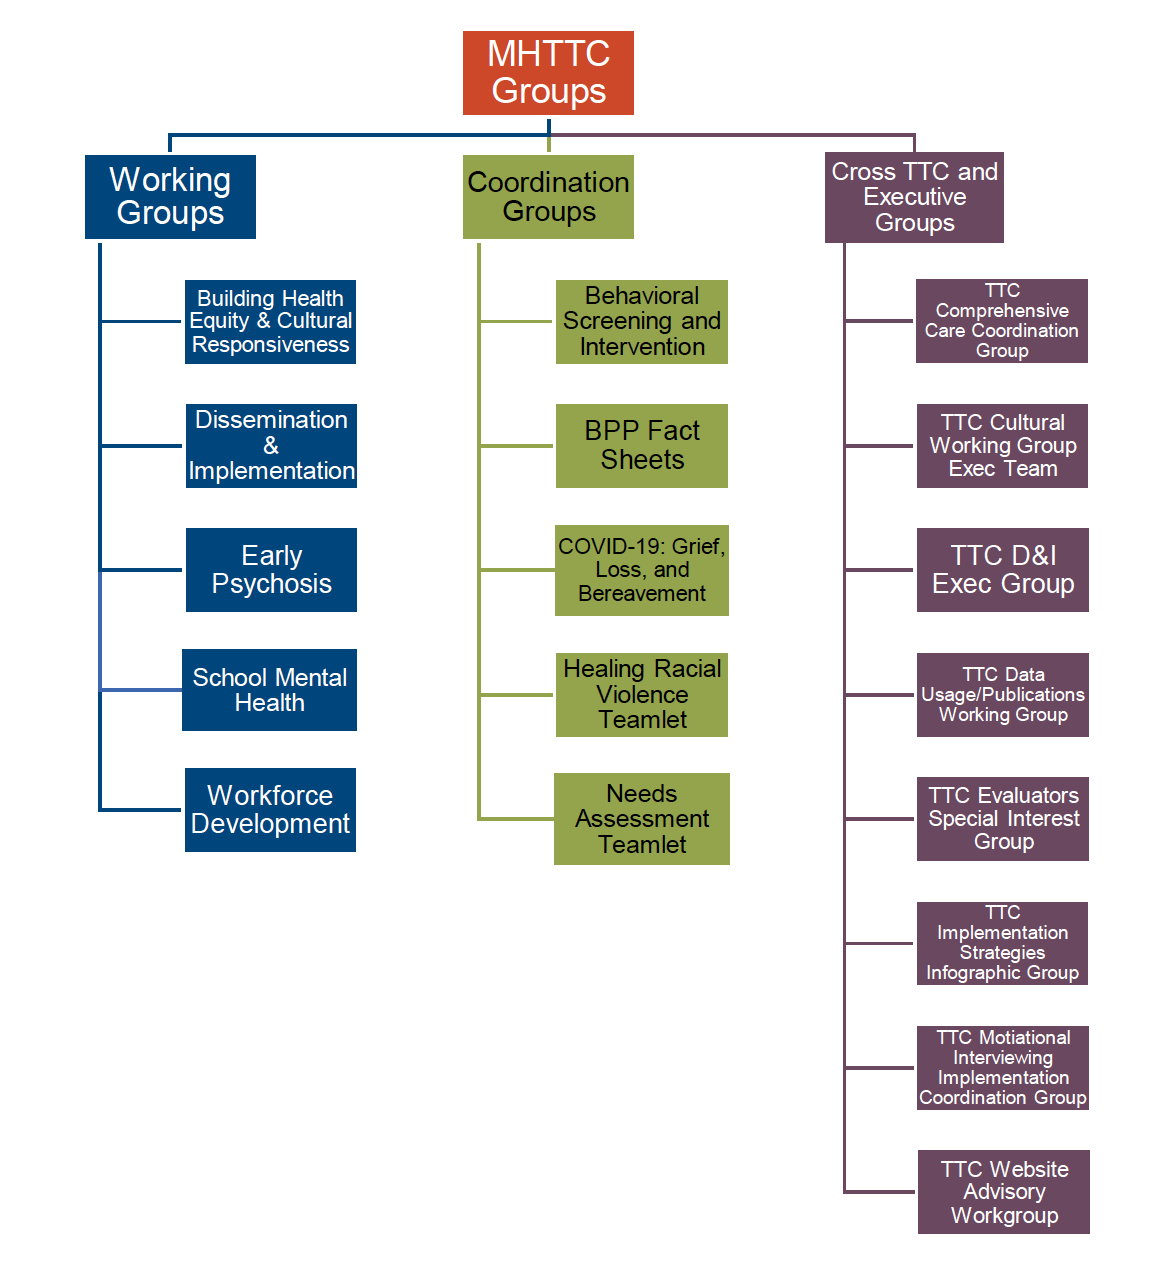 MHTTC
Groups
Working
Groups
Building Health
Equity & Cultural
Responsiveness
Dissemination
&
Implementation
Early
Psychosis
School Mental
Health
Workforce
Development
Coordination
Groups
Behavioral
Screening and
Intervention
BPP Fact
Sheets
COVID-19: Grief,
Loss, and
Bereavement
Healing Racial
Violence
Teamlet
Needs
Assessment
Teamlet
Cross TTC and
Executive
Groups
TTC
Comprehensive
Care Coordination
Group
TTC Cultural
Working Group
Exec Team
TTC D&I
Exec Group
TTC Data
Usage/Publications
Working Group
TTC Evaluators
Special Interest
Group
TTC
Implementation
Strategies
Infographic Group
TTC Motiational
Interviewing
Implementation
Coordination Group
TTC Website
Advisory
Workgroup